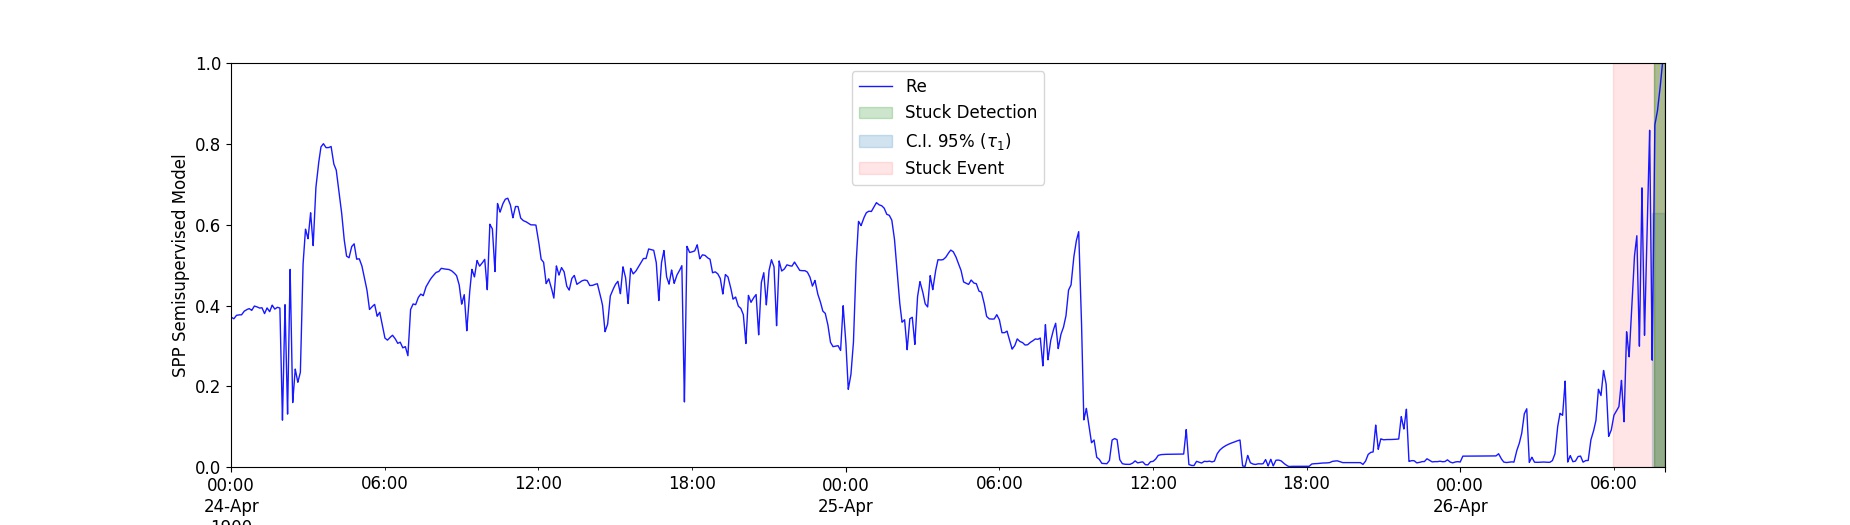 1.0
0.8
0.6
0.4
0.2
0.0
SPP Semisupervised Model
Re
Stuck Detection
C.I. 95% (τ₁)
Stuck Event
00:00 06:00 12:00 18:00 00:00 06:00 12:00 18:00 00:00 06:00
24-Apr 25-Apr 26-Apr
1900